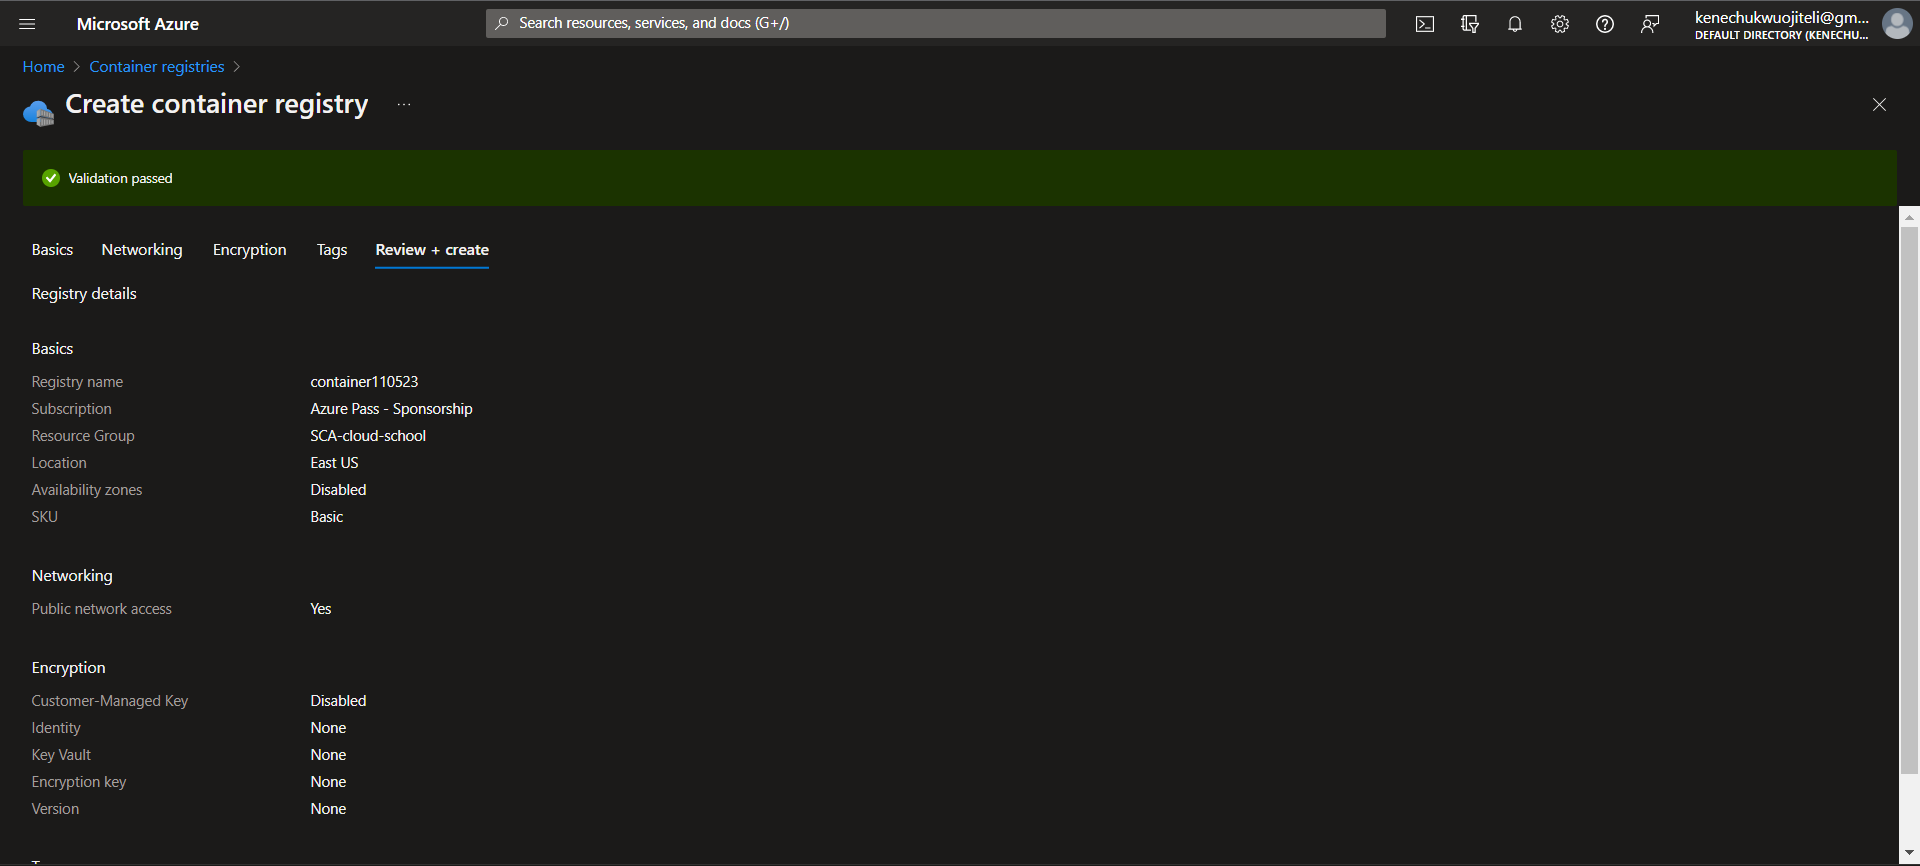 Microsoft Azure
Search resources, services, and docs (G+/)
kenechukwuojiteli@gm...
DEFAULT DIRECTORY (KENECHU...
Home > Container registries >
Create container registry ...
Validation passed
Basics Networking Encryption Tags Review + create
Registry details
Basics
Registry name container110523
Subscription Azure Pass - Sponsorship
Resource Group SCA-cloud-school
Location East US
Availability zones Disabled
SKU Basic
Networking
Public network access Yes
Encryption
Customer-Managed Key Disabled
Identity None
Key Vault None
Encryption key None
Version None